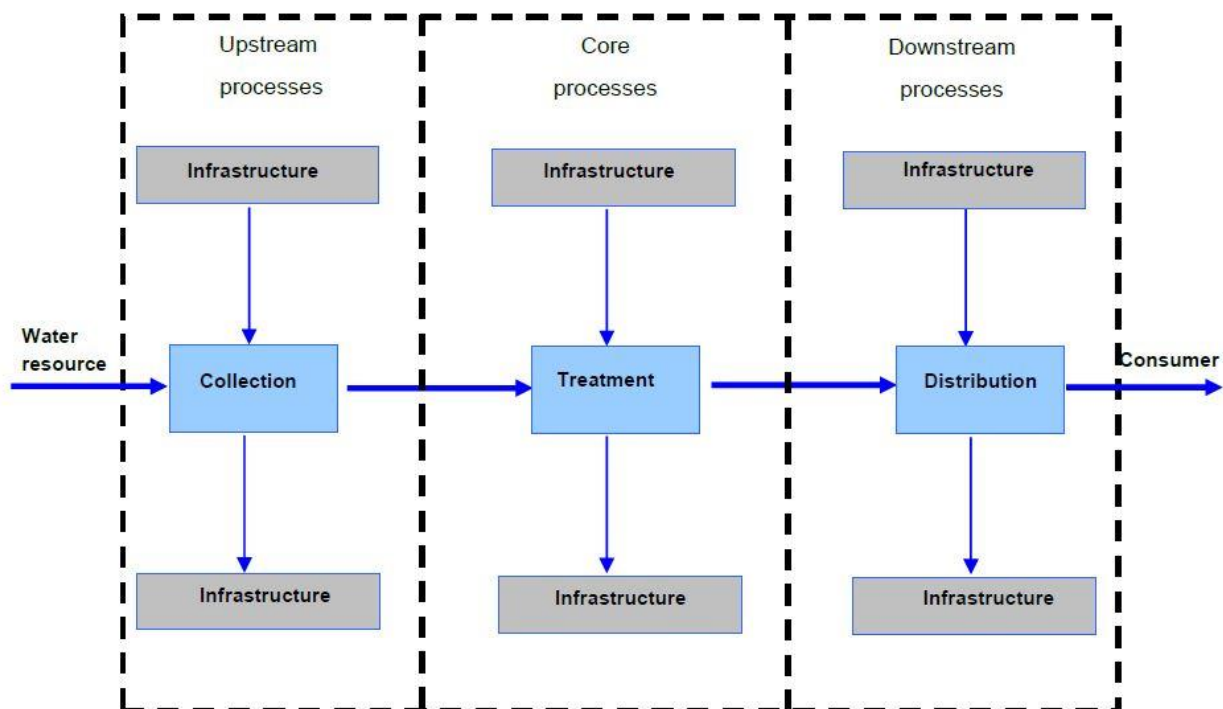 Upstream
processes
Core
processes
Downstream
processes
Infrastructure
Infrastructure
Infrastructure
Water
resource
Collection
Treatment
Distribution
Consumer
Infrastructure
Infrastructure
Infrastructure